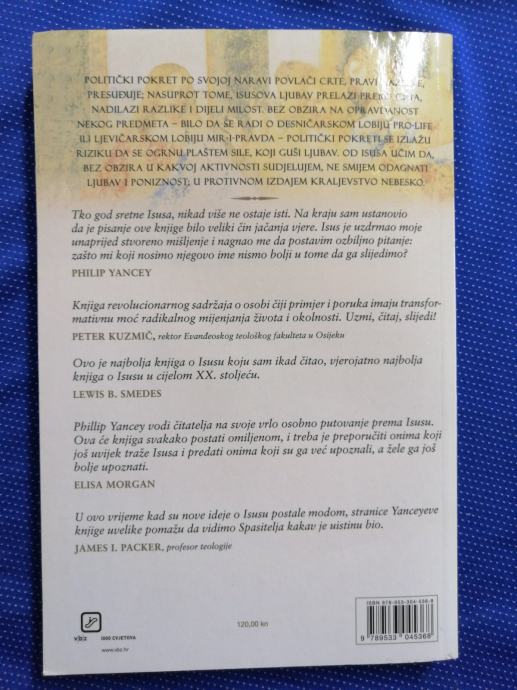 POLITIČKI POKRET PO SVOJOJ NARAVI POVLAČI CRTE, PRAVI RAZLIKE,
PRESUĐUJE; NASUPROT TOME, ISUSOVA LJUBAV PRELAZI PREKO CRTA,
NADILAZI RAZLIKE I DIJELI MILOST. BEZ OBZIRA NA OPRAVDANOST
NEKOG PREDMETA – BILO DA SE RADI O DESNIČARSKOM LOBIJU PRO-LIFE
ILI LJEVIČARSKOM LOBIJU MIR-I-PRAVDA – POLITIČKI POKRETI SE IZLAŽU
RIZIKU DA SE OGRNU PLAŠTEM SILE, KOJI GUŠI LJUBAV. OD ISUSA UČIM DA,
BEZ OBZIRA U KAKVOJ AKTIVNOSTI SUDJELUJEM, NE SMIJEM ODAGNATI
LJUBAV I PONIZNOST; U PROTIVNOM IZDAJEM KRALJEVSTVO NEBESKO.
Tko god sretne Isusa, nikad više ne ostaje isti. Na kraju sam ustanovio
da je pisanje ove knjige bilo veliki čin jačanja vjere. Isus je uzdrmao moje
unaprijed stvoreno mišljenje i nagnao me da postavim ozbiljno pitanje:
zašto mi koji nosimo njegovo ime nismo bolji u tome da ga slijedimo?
PHILIP YANCEY
Knjiga revolucionarnog sadržaja o osobi čiji primjer i poruka imaju transfor-
mativnu moć radikalnog mijenjanja života i okolnosti. Uzmi, čitaj, slijedi!
PETER KUZMIČ, rektor Evanđeoskog teološkog fakulteta u Osijeku
Ovo je najbolja knjiga o Isusu koju sam ikad čitao, vjerojatno najbolja
knjiga o Isusu u cijelom XX. stoljeću.
LEWIS B. SMEDES
Phillip Yancey vodi čitatelja na svoje vrlo osobno putovanje prema Isusu.
Ova će knjiga svakako postati omiljenom, i treba je preporučiti onima koji
još uvijek traže Isusa i predati onima koji su ga već upoznali, a žele ga još
bolje upoznati.
ELISA MORGAN
U ovo vrijeme kad su nove ideje o Isusu postale modom, stranice Yanceyeve
knjige uvelike pomažu da vidimo Spasitelja kakav je uistinu bio.
JAMES I. PACKER, profesor teologije
V|B|Z
1000 CVJETOVA
www.vbz.hr
120,00 kn
ISBN 978-953-304-536-8
9 789533 045368